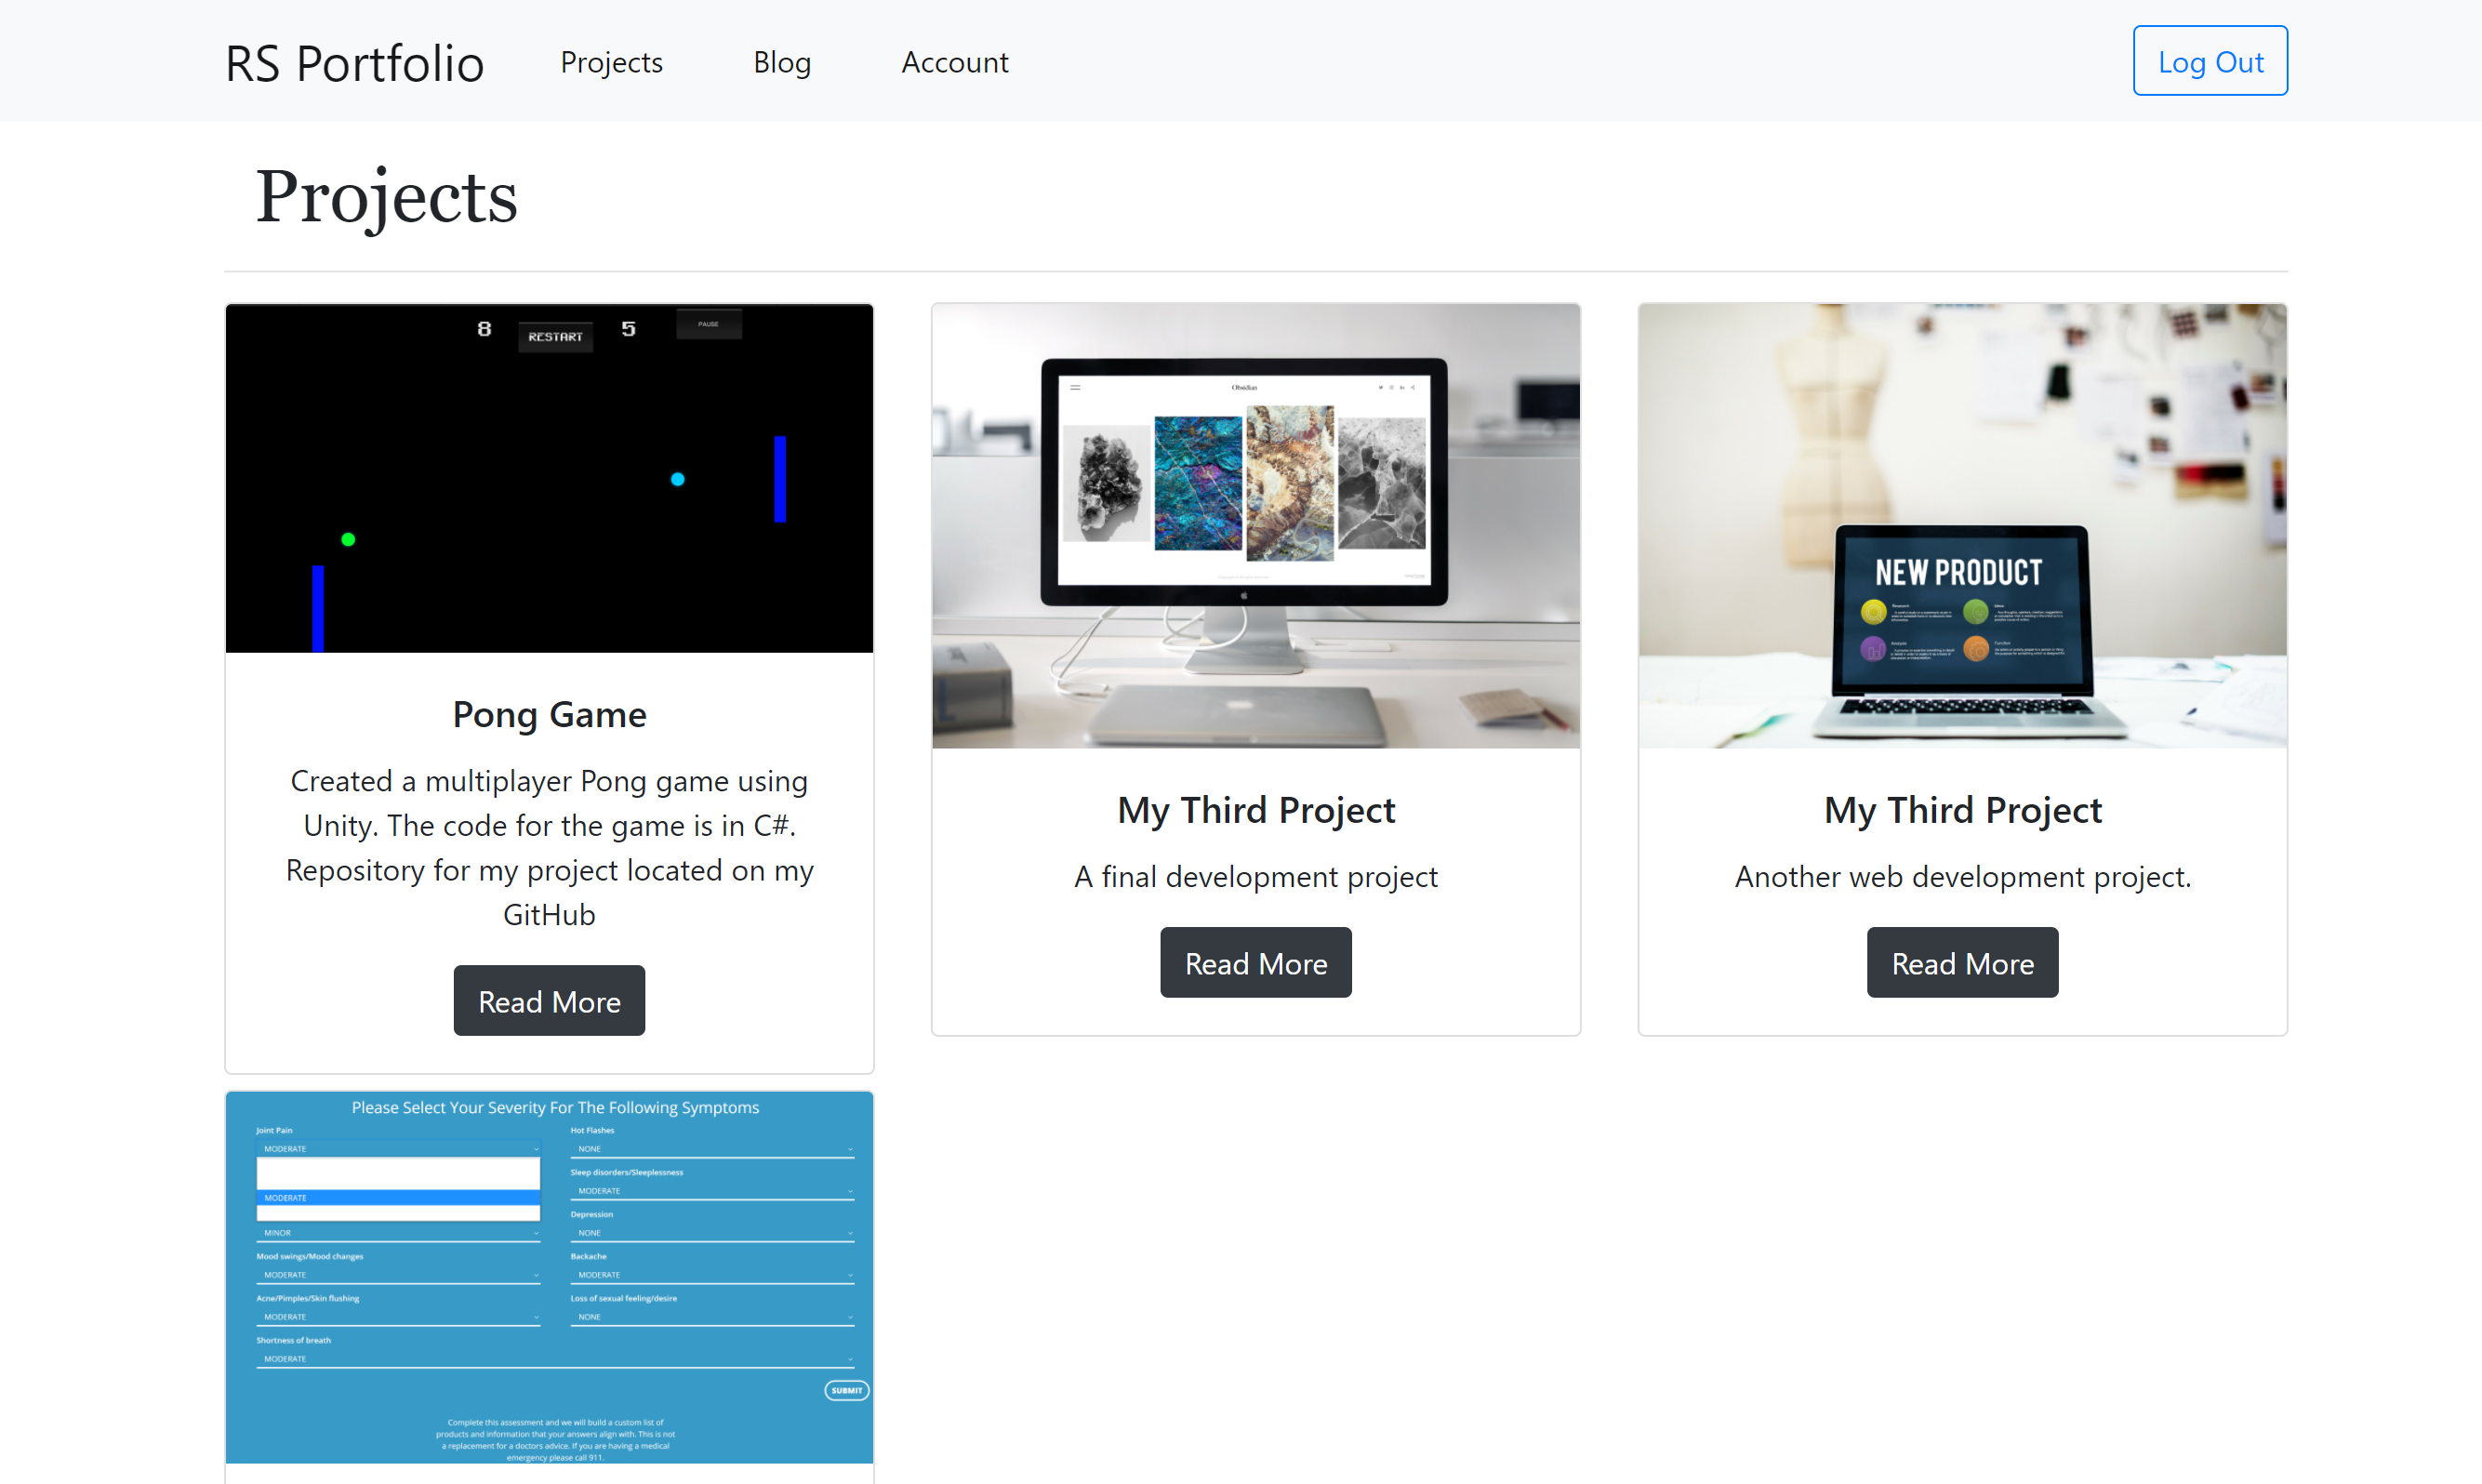 RS Portfolio
Projects
Blog
Account
Log Out
Projects
8
RESTART
5
PAUSE
Pong Game
Created a multiplayer Pong game using
Unity. The code for the game is in C#.
Repository for my project located on my
GitHub
Read More
Obsidian
My Third Project
A final development project
Read More
NEW PRODUCT
Research
Ideas
Analysis
Function
My Third Project
Another web development project.
Read More
Please Select Your Severity For The Following Symptoms
Joint Pain
MODERATE
MODERATE
MINOR
Mood swings/Mood changes
MODERATE
Acne/Pimples/Skin flushing
MODERATE
Shortness of breath
MODERATE
Hot Flashes
NONE
Sleep disorders/Sleeplessness
MODERATE
Depression
NONE
Backache
MODERATE
Loss of sexual feeling/desire
NONE
SUBMIT
Complete this assessment and we will build a custom list of
products and information that your answers align with. This is not
a replacement for a doctors advice. If you are having a medical
emergency please call 911.